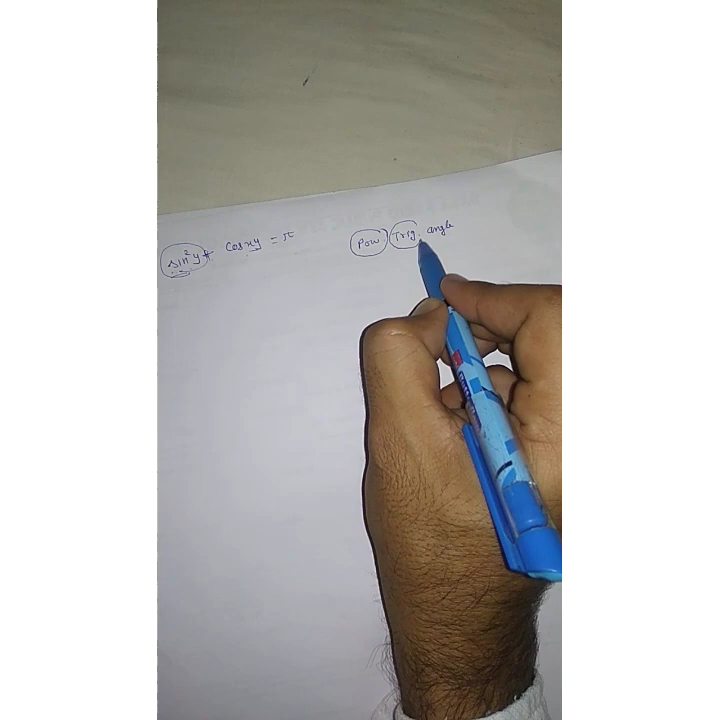 sin²y + cos xy = π
Pow Trig. angle